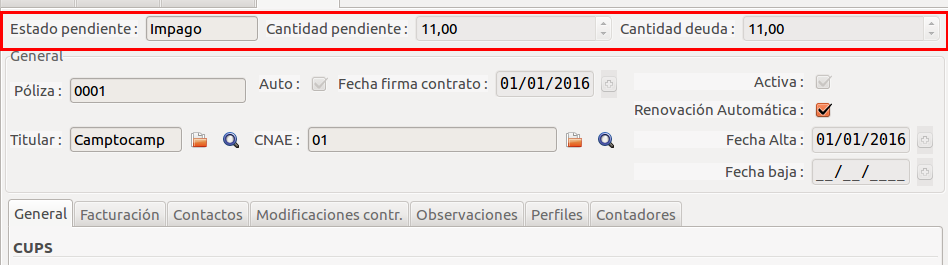 Estado pendiente : Impago Cantidad pendiente : 11,00 Cantidad deuda : 11,00
General
Póliza : 0001 Auto : Fecha firma contrato : 01/01/2016 Activa :
Renovación Automática :
Titular : Camptocamp CNAE : 01 Fecha Alta : 01/01/2016
Fecha baja : __/__/____
General Facturación Contactos Modificaciones contr. Observaciones Perfiles Contadores
CUPS